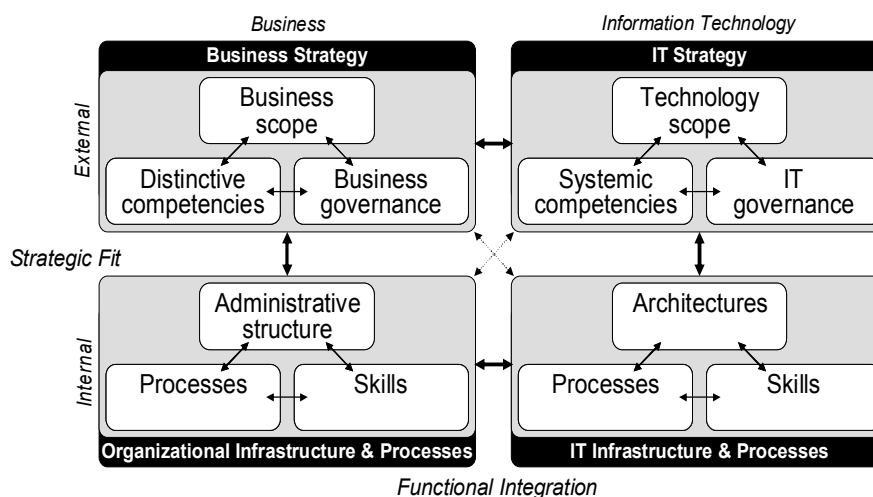 Business
Information Technology
Business Strategy
IT Strategy
External
Business
scope
Technology
scope
Distinctive
competencies
Business
governance
Systemic
competencies
IT
governance
Strategic Fit
Internal
Administrative
structure
Architectures
Processes
Skills
Processes
Skills
Organizational Infrastructure & Processes
IT Infrastructure & Processes
Functional Integration